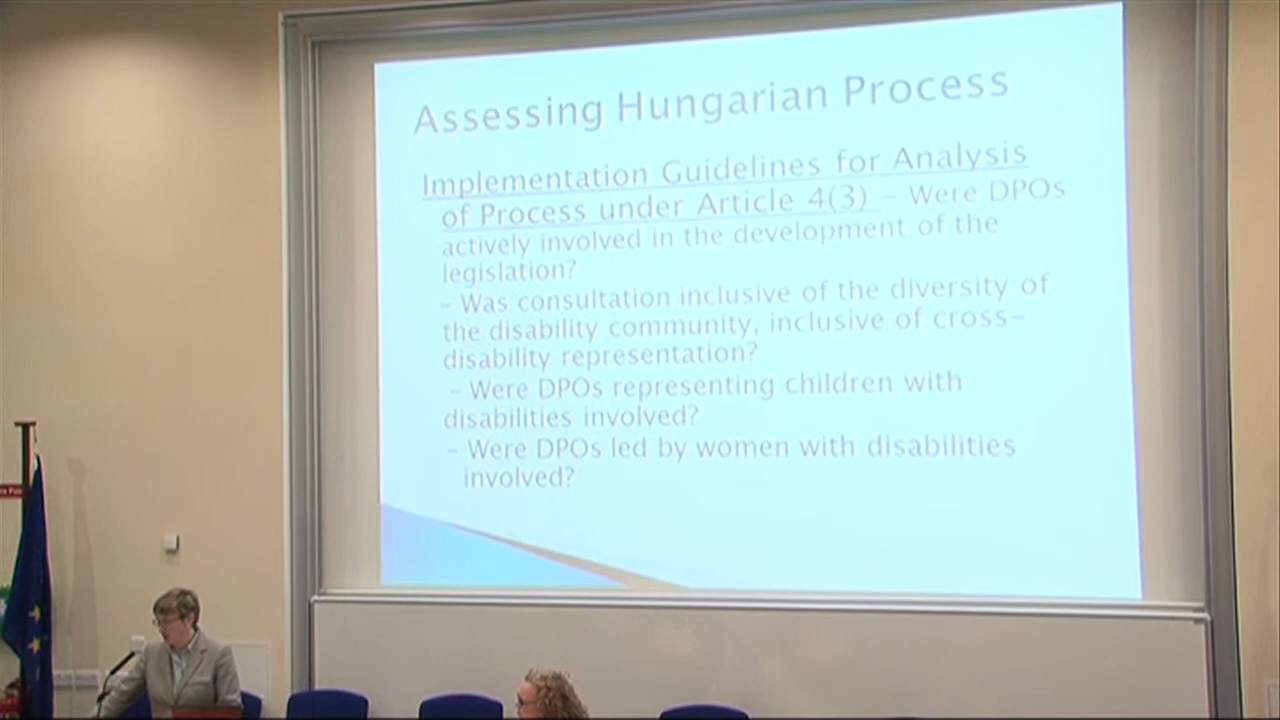 Assessing Hungarian Process
Implementation Guidelines for Analysis
of Process under Article 4(3) – Were DPOs
actively involved in the development of the
legislation?
– Was consultation inclusive of the diversity of
the disability community, inclusive of cross–
disability representation?
– Were DPOs representing children with
disabilities involved?
– Were DPOs led by women with disabilities
involved?